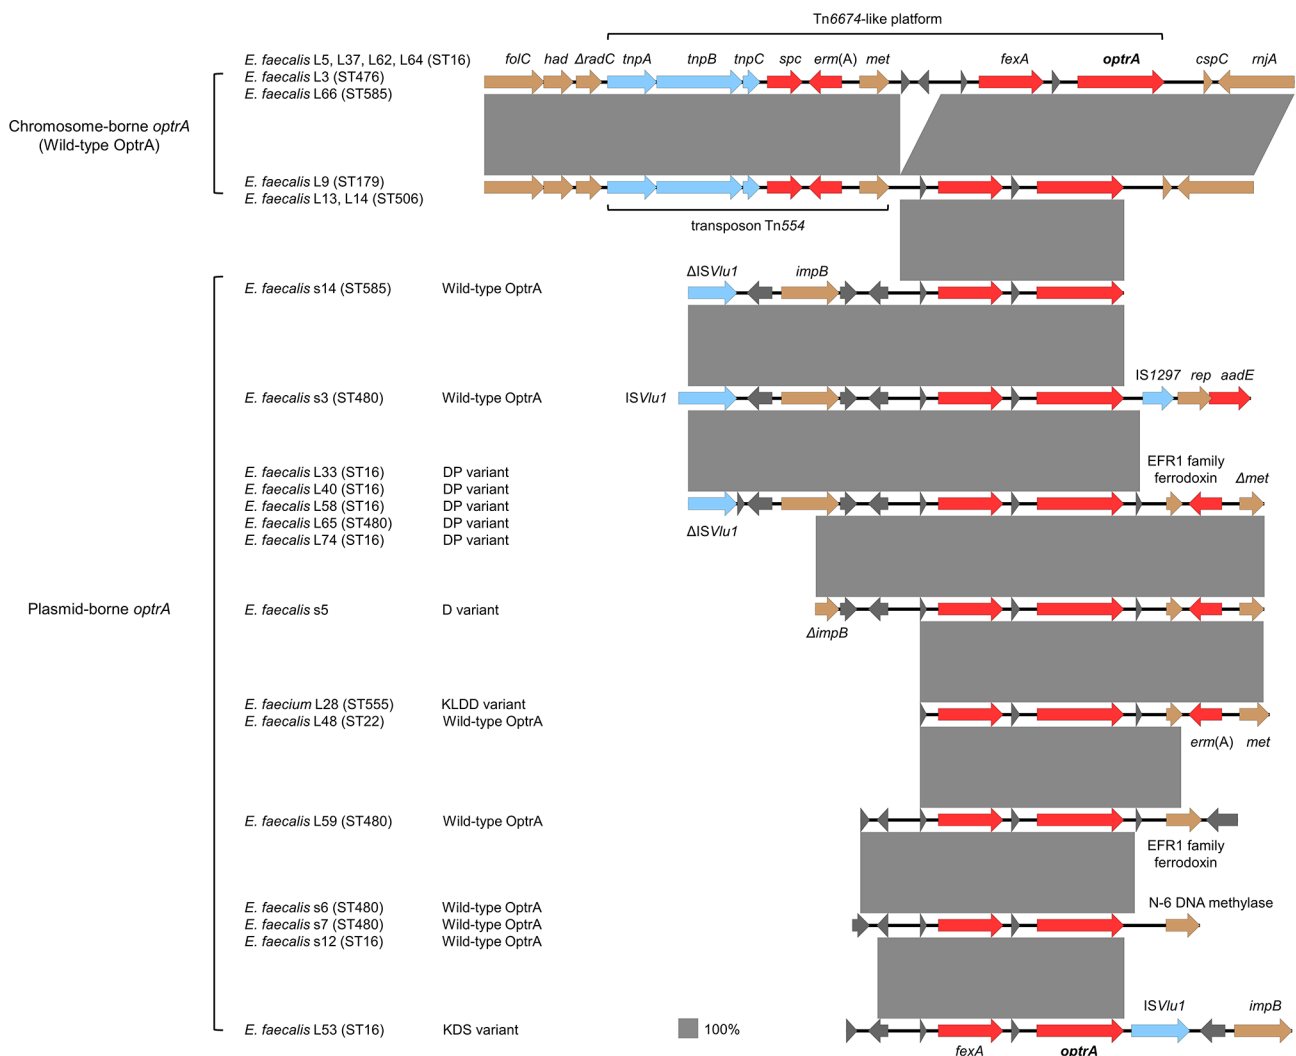 Tn6674-like platform
E. faecalis L5, L37, L62, L64 (ST16)
folC had ΔradC tnpA tnpB tnpC spc erm(A) met fexA optrA cspC rnjA
E. faecalis L3 (ST476)
E. faecalis L66 (ST585)
Chromosome-borne optrA
(Wild-type OptrA)
E. faecalis L9 (ST179)
E. faecalis L13, L14 (ST506)
transposon Tn554
ΔISVlu1 impB
E. faecalis s14 (ST585) Wild-type OptrA
IS1297 rep aadE
E. faecalis s3 (ST480) Wild-type OptrA ISVlu1
EFR1 family
ferrodoxin
Δmet
E. faecalis L33 (ST16) DP variant
E. faecalis L40 (ST16) DP variant
E. faecalis L58 (ST16) DP variant
E. faecalis L65 (ST480) DP variant
E. faecalis L74 (ST16) DP variant
ΔISVlu1
Plasmid-borne optrA
E. faecalis s5 D variant
ΔimpB
E. faecium L28 (ST555) KLDD variant
E. faecalis L48 (ST22) Wild-type OptrA
erm(A) met
E. faecalis L59 (ST480) Wild-type OptrA
EFR1 family
ferrodoxin
N-6 DNA methylase
E. faecalis s6 (ST480) Wild-type OptrA
E. faecalis s7 (ST480) Wild-type OptrA
E. faecalis s12 (ST16) Wild-type OptrA
ISVlu1 impB
E. faecalis L53 (ST16) KDS variant
100%
fexA optrA